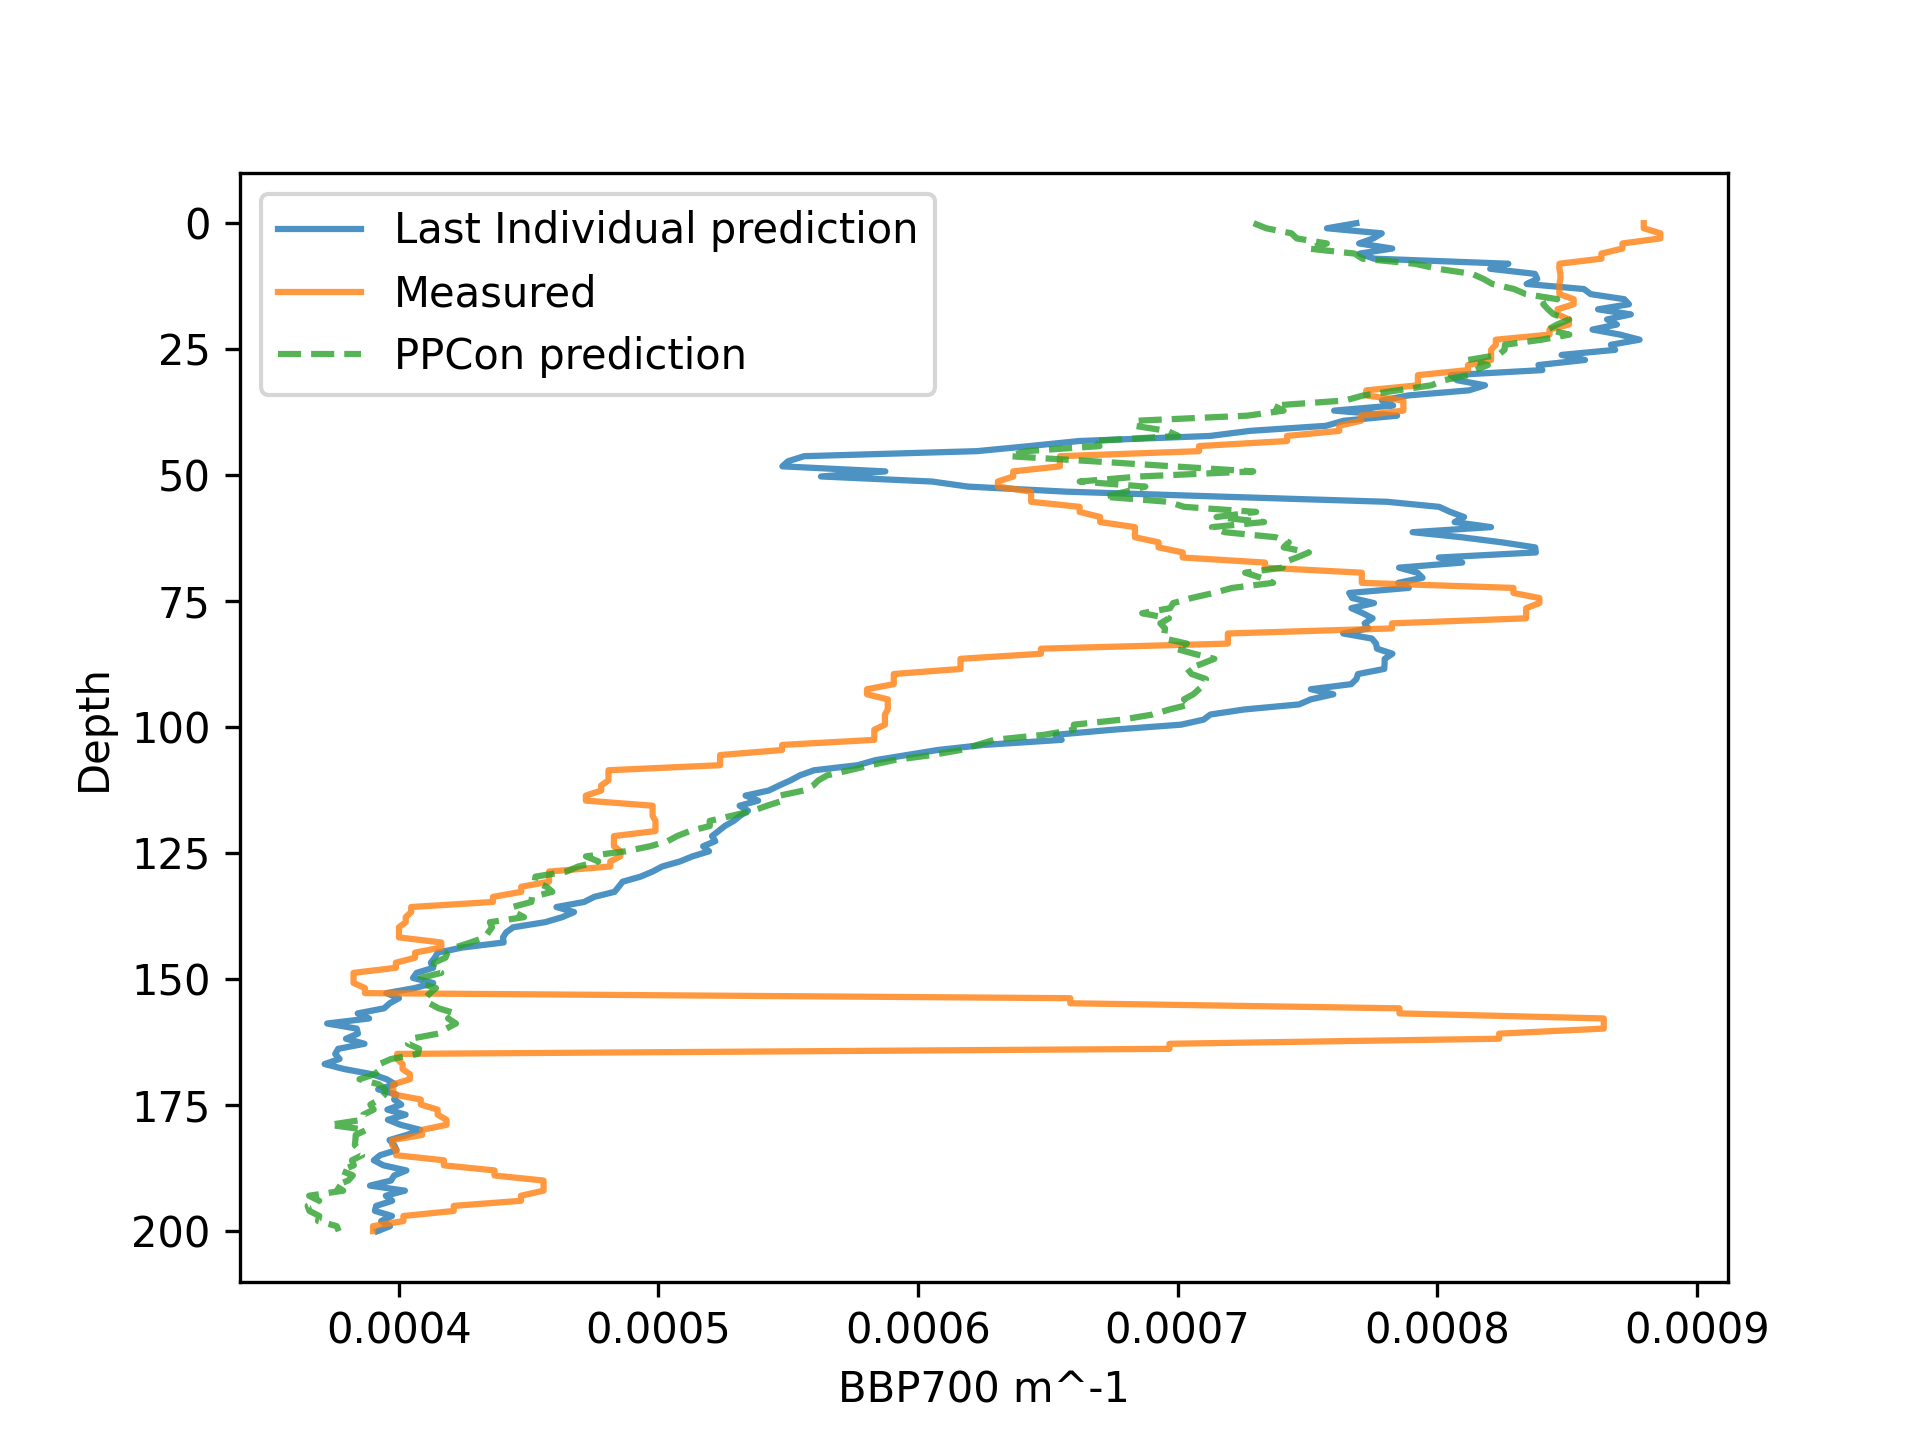 Last Individual prediction
Measured
PPCon prediction
0
25
50
75
100
125
150
175
200
Depth
0.0004 0.0005 0.0006 0.0007 0.0008 0.0009
BBP700 m^-1